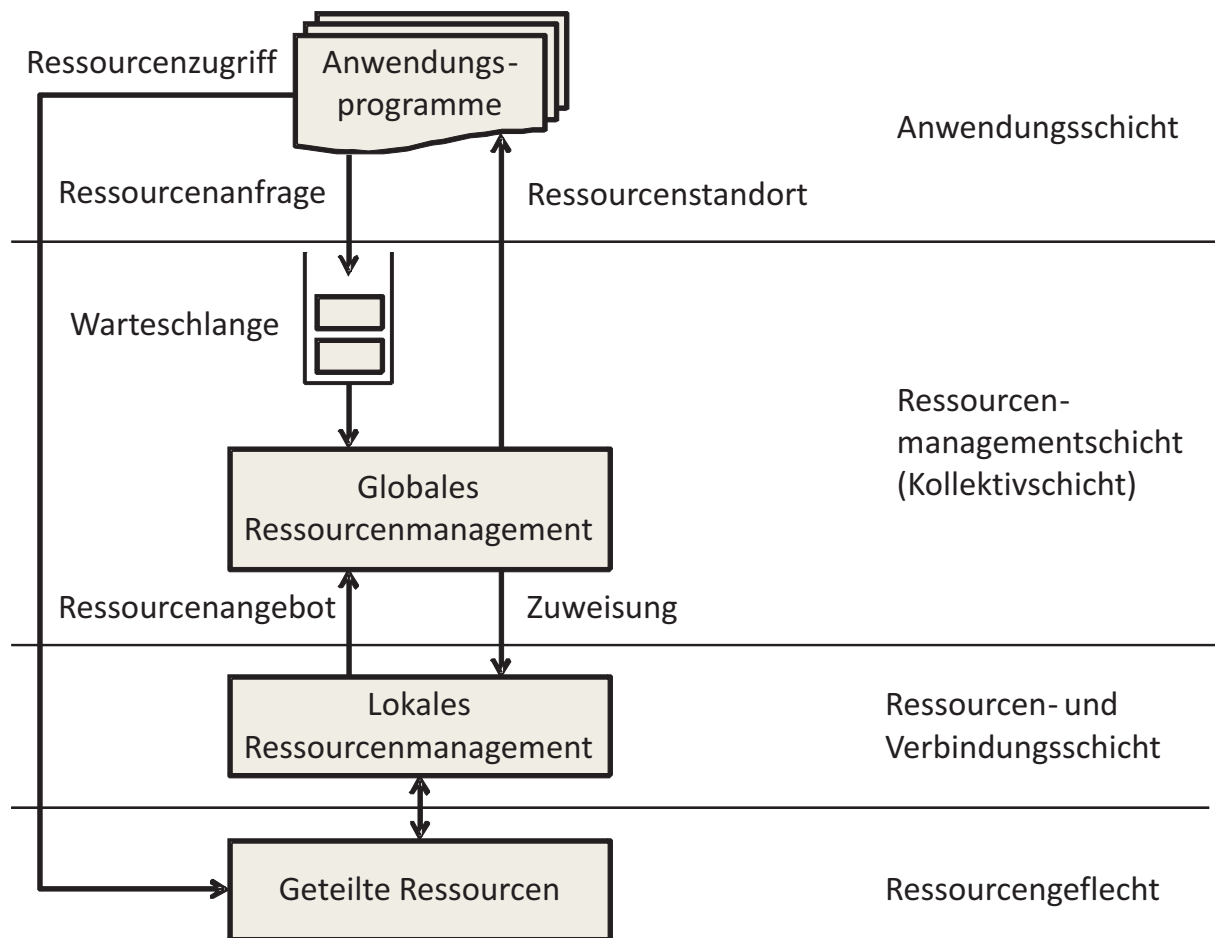 Ressourcenzugriff
Anwendungs-
programme
Anwendungsschicht
Ressourcenanfrage
Ressourcenstandort
Warteschlange
Ressourcen-
managementschicht
(Kollektivschicht)
Globales
Ressourcenmanagement
Ressourcenangebot
Zuweisung
Lokales
Ressourcenmanagement
Ressourcen- und
Verbindungsschicht
Geteilte Ressourcen
Ressourcengeflecht